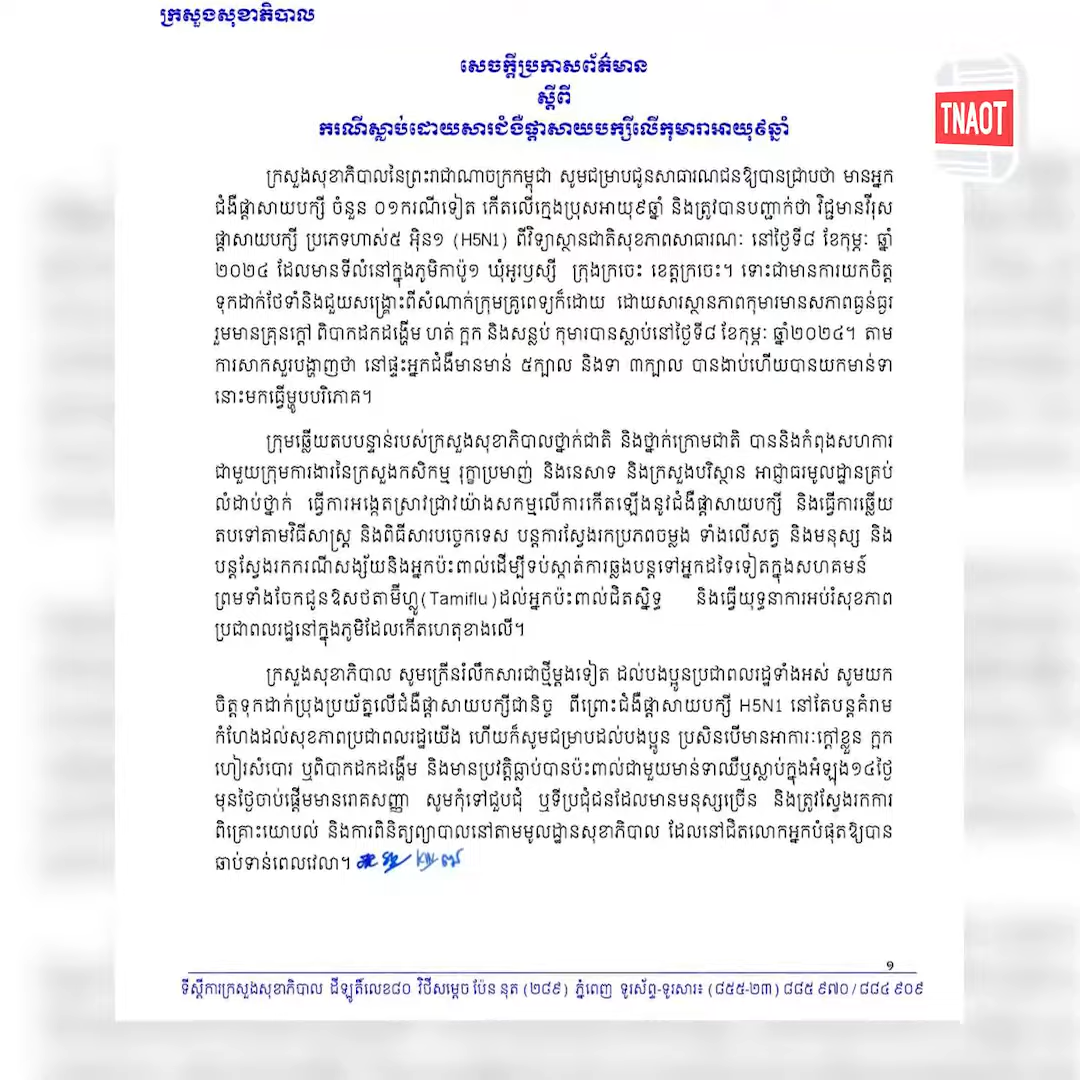 ក្រសួងសុខាភិបាល
សេចក្តីប្រកាសព័ត៌មាន
ស្តីពី
ករណីស្លាប់ដោយសារជំងឺផ្តាសាយបក្សីលើកុមារាអាយុ៩ឆ្នាំ
TNAOT
ក្រសួងសុខាភិបាលនៃព្រះរាជាណាចក្រកម្ពុជា សូមជម្រាបជូនសាធារណជនឱ្យបានជ្រាបថា មានអ្នក
ជំងឺផ្តាសាយបក្សី ចំនួន ០១ករណីទៀត កើតលើក្មេងប្រុសអាយុ៩ឆ្នាំ និងត្រូវបានបញ្ជាក់ថា វិជ្ជមានវីរុស
ផ្តាសាយបក្សី ប្រភេទហាស់៥ អ៊ិន១ (H5N1) ពីវិទ្យាស្ថានជាតិសុខភាពសាធារណៈ នៅថ្ងៃទី៨ ខែកុម្ភៈ ឆ្នាំ
២០២៤ ដែលមានទីលំនៅក្នុងភូមិកាប៉ូ១ ឃុំអូរឫស្សី ក្រុងក្រចេះ ខេត្តក្រចេះ។ ទោះជាមានការយកចិត្ត
ទុកដាក់ថែទាំនិងជួយសង្គ្រោះពីសំណាក់ក្រុមគ្រូពេទ្យក៏ដោយ ដោយសារស្ថានភាពកុមារមានសភាពធ្ងន់ធ្ងរ
រួមមានគ្រុនក្តៅ ពិបាកដកដង្ហើម ហត់ ក្អក និងសន្លប់ កុមារបានស្លាប់នៅថ្ងៃទី៨ ខែកុម្ភៈ ឆ្នាំ២០២៤។ តាម
ការសាកសួរបង្ហាញថា នៅផ្ទះអ្នកជំងឺមានមាន់ ៥ក្បាល និងទា ៣ក្បាល បានងាប់ហើយបានយកមាន់ទា
នោះមកធ្វើម្ហូបបរិភោគ។
ក្រុមឆ្លើយតបបន្ទាន់របស់ក្រសួងសុខាភិបាលថ្នាក់ជាតិ និងថ្នាក់ក្រោមជាតិ បាននិងកំពុងសហការ
ជាមួយក្រុមការងារនៃក្រសួងកសិកម្ម រុក្ខាប្រមាញ់ និងនេសាទ និងក្រសួងបរិស្ថាន អាជ្ញាធរមូលដ្ឋានគ្រប់
លំដាប់ថ្នាក់ ធ្វើការអង្កេតស្រាវជ្រាវយ៉ាងសកម្មលើការកើតឡើងនូវជំងឺផ្តាសាយបក្សី និងធ្វើការឆ្លើយ
តបទៅតាមវិធីសាស្ត្រ និងពិធីសារបច្ចេកទេស បន្តការស្វែងរកប្រភពចម្លង ទាំងលើសត្វ និងមនុស្ស និង
បន្តស្វែងរកករណីសង្ស័យនិងអ្នកប៉ះពាល់ដើម្បីទប់ស្កាត់ការឆ្លងបន្តទៅអ្នកដទៃទៀតក្នុងសហគមន៍
ព្រមទាំងចែកជូនឱសថតាមីហ្លូ(Tamiflu)ដល់អ្នកប៉ះពាល់ជិតស្និទ្ធ និងធ្វើយុទ្ធនាការអប់រំសុខភាព
ប្រជាពលរដ្ឋនៅក្នុងភូមិដែលកើតហេតុខាងលើ។
ក្រសួងសុខាភិបាល សូមក្រើនរំលឹកសារជាថ្មីម្តងទៀត ដល់បងប្អូនប្រជាពលរដ្ឋទាំងអស់ សូមយក
ចិត្តទុកដាក់ប្រុងប្រយ័ត្នលើជំងឺផ្តាសាយបក្សីជានិច្ច ពីព្រោះជំងឺផ្តាសាយបក្សី H5N1 នៅតែបន្តគំរាម
កំហែងដល់សុខភាពប្រជាពលរដ្ឋយើង ហើយក៏សូមជម្រាបដល់បងប្អូន ប្រសិនបើមានអាការៈក្តៅខ្លួន ក្អក
ហៀរសំបោរ ឬពិបាកដកដង្ហើម និងមានប្រវត្តិធ្លាប់បានប៉ះពាល់ជាមួយមាន់ទាឈឺឬស្លាប់ក្នុងអំឡុង១៤ថ្ងៃ
មុនថ្ងៃចាប់ផ្តើមមានរោគសញ្ញា សូមកុំទៅជួបជុំ ឬទីប្រជុំជនដែលមានមនុស្សច្រើន និងត្រូវស្វែងរកការ
ពិគ្រោះយោបល់ និងការពិនិត្យព្យាបាលនៅតាមមូលដ្ឋានសុខាភិបាល ដែលនៅជិតលោកអ្នកបំផុតឱ្យបាន
ឆាប់ទាន់ពេលវេលា។
១
ទីស្តីការក្រសួងសុខាភិបាល ដីឡូត៍លេខ៨០ វិថីសម្តេច ប៉ែន នុត (២៨៩) ភ្នំពេញ ទូរស័ព្ទ-ទូរសារ៖ (៨៥៥-២៣) ៨៨៥ ៩៧០ / ៨៨៤ ៩០៩